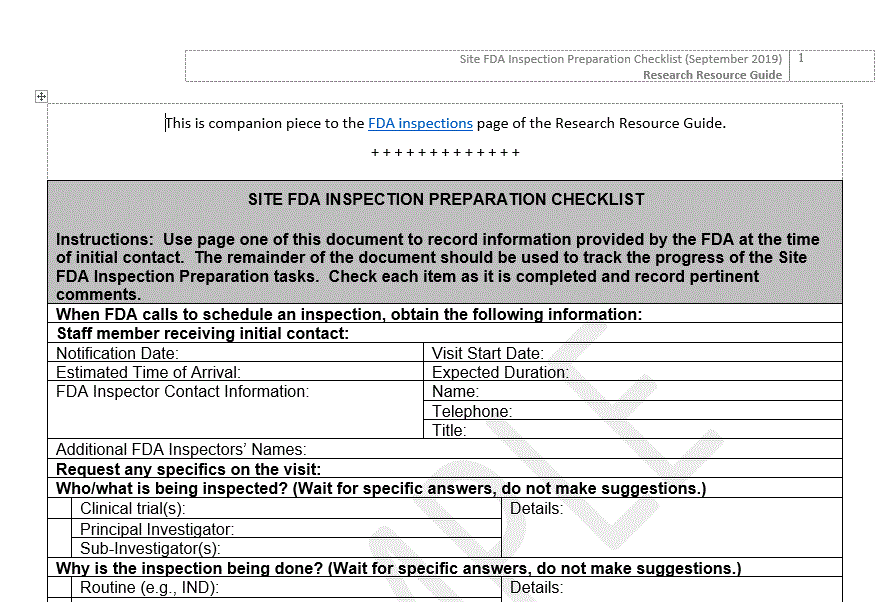 Site FDA Inspection Preparation Checklist (September 2019) 1
Research Resource Guide
This is companion piece to the FDA inspections page of the Research Resource Guide.
+ + + + + + + + + + + + +
SITE FDA INSPECTION PREPARATION CHECKLIST
Instructions: Use page one of this document to record information provided by the FDA at the time
of initial contact. The remainder of the document should be used to track the progress of the Site
FDA Inspection Preparation tasks. Check each item as it is completed and record pertinent
comments.
When FDA calls to schedule an inspection, obtain the following information:
Staff member receiving initial contact:
Notification Date: Visit Start Date:
Estimated Time of Arrival: Expected Duration:
FDA Inspector Contact Information: Name:
Telephone:
Title:
Additional FDA Inspectors’ Names:
Request any specifics on the visit:
Who/what is being inspected? (Wait for specific answers, do not make suggestions.)
Clinical trial(s): Details:
Principal Investigator:
Sub-Investigator(s):
Why is the inspection being done? (Wait for specific answers, do not make suggestions.)
Routine (e.g., IND): Details: